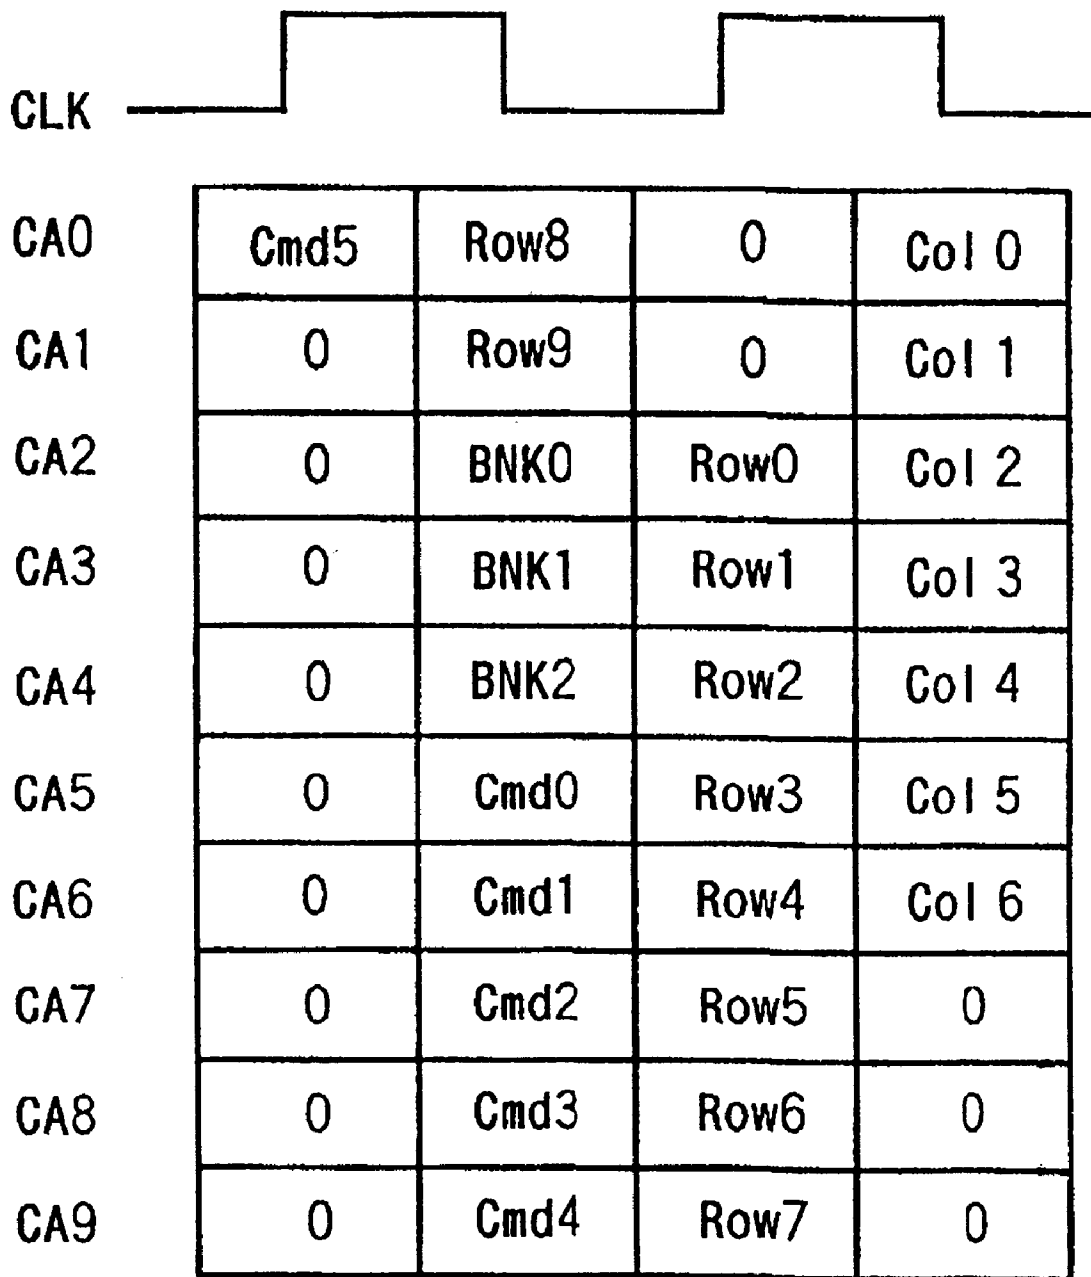 CLK
CA0 Cmd5 Row8 0 Col 0
CA1 0 Row9 0 Col 1
CA2 0 BNK0 Row0 Col 2
CA3 0 BNK1 Row1 Col 3
CA4 0 BNK2 Row2 Col 4
CA5 0 Cmd0 Row3 Col 5
CA6 0 Cmd1 Row4 Col 6
CA7 0 Cmd2 Row5 0
CA8 0 Cmd3 Row6 0
CA9 0 Cmd4 Row7 0